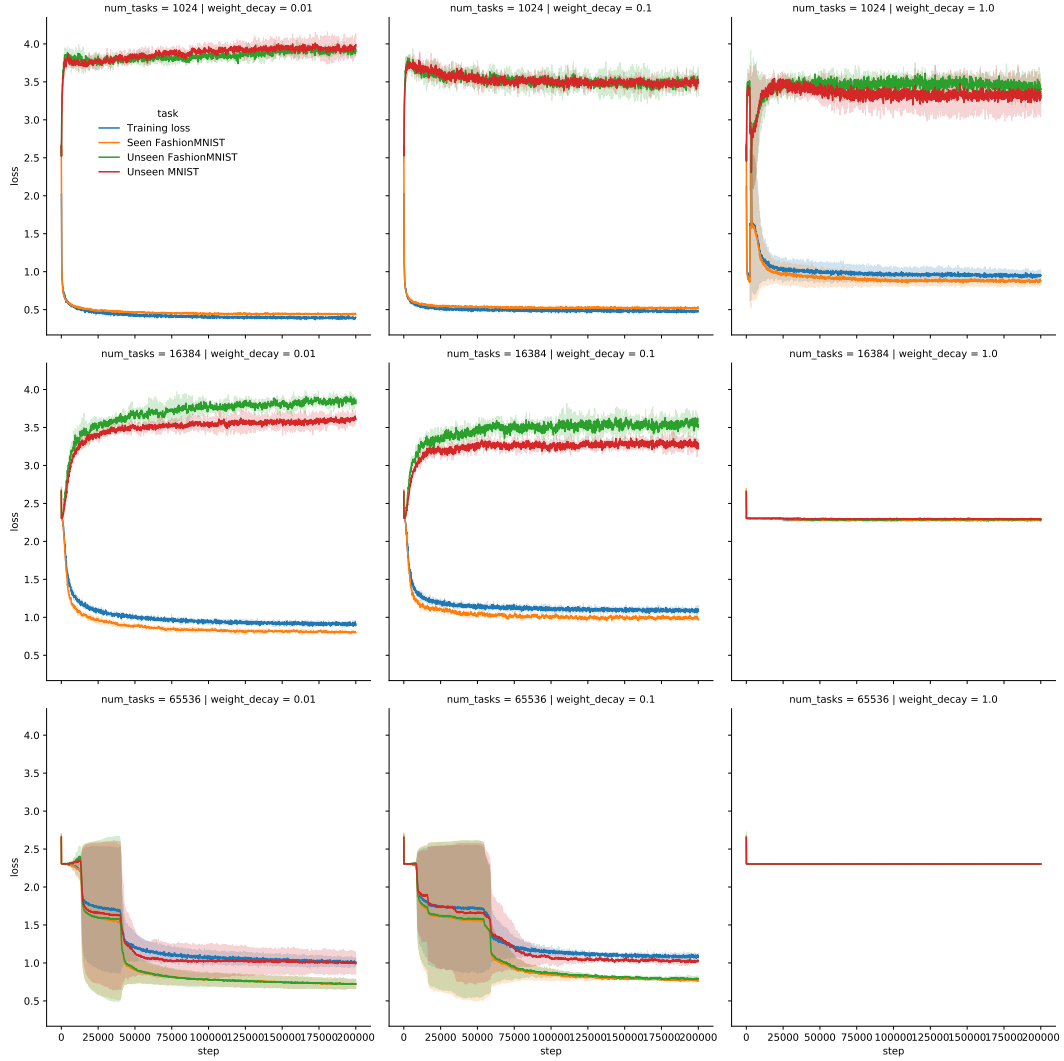 num_tasks = 1024 | weight_decay = 0.01
num_tasks = 1024 | weight_decay = 0.1
num_tasks = 1024 | weight_decay = 1.0
4.0
3.5
3.0
2.5
2.0
1.5
1.0
0.5
loss
task
Training loss
Seen FashionMNIST
Unseen FashionMNIST
Unseen MNIST
num_tasks = 16384 | weight_decay = 0.01
num_tasks = 16384 | weight_decay = 0.1
num_tasks = 16384 | weight_decay = 1.0
4.0
3.5
3.0
2.5
2.0
1.5
1.0
0.5
loss
num_tasks = 65536 | weight_decay = 0.01
num_tasks = 65536 | weight_decay = 0.1
num_tasks = 65536 | weight_decay = 1.0
4.0
3.5
3.0
2.5
2.0
1.5
1.0
0.5
loss
0 25000 50000 75000 100000 125000 150000 175000 200000
step
0 25000 50000 75000 100000 125000 150000 175000 200000
step
0 25000 50000 75000 100000 125000 150000 175000 200000
step